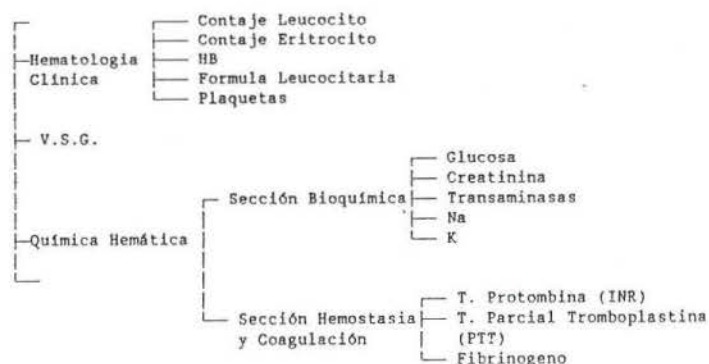 Contaje Leucocito
Contaje Eritrocito
Hematologia
Clinica
HB
Formula Leucocitaria
Plaquetas
V.S.G.
Glucosa
Creatinina
Sección Bioquímica
Transaminasas
Na
Química Hemática
K
T. Protombina (INR)
Sección Hemostasia
y Coagulación
T. Parcial Tromboplastina
(PTT)
Fibrinogeno